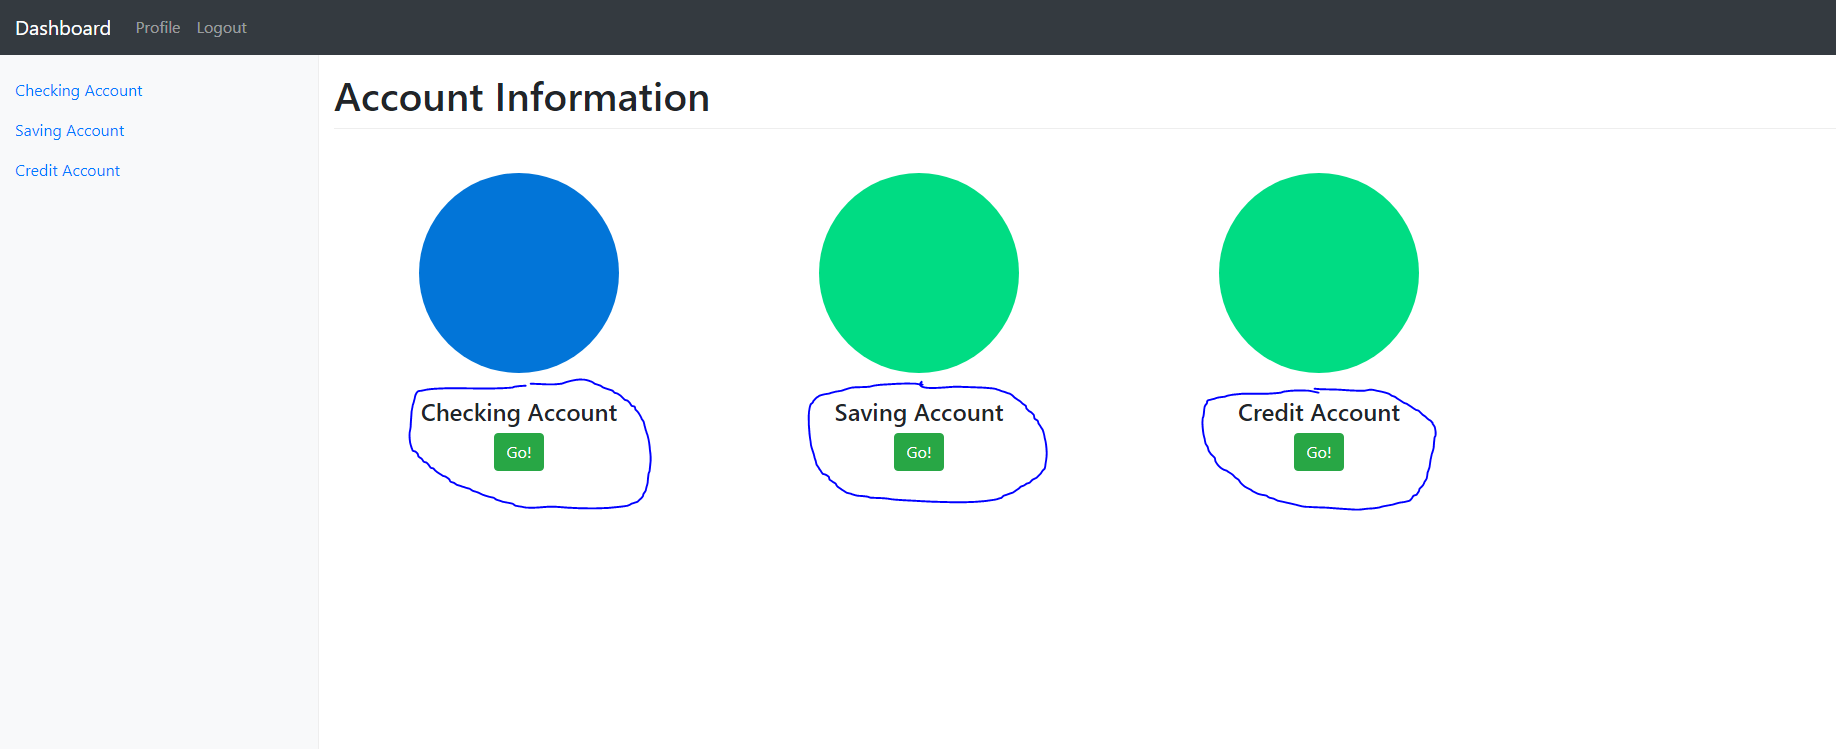 Dashboard Profile Logout
Checking Account
Saving Account
Credit Account
Account Information
Checking Account
Go!
Saving Account
Go!
Credit Account
Go!